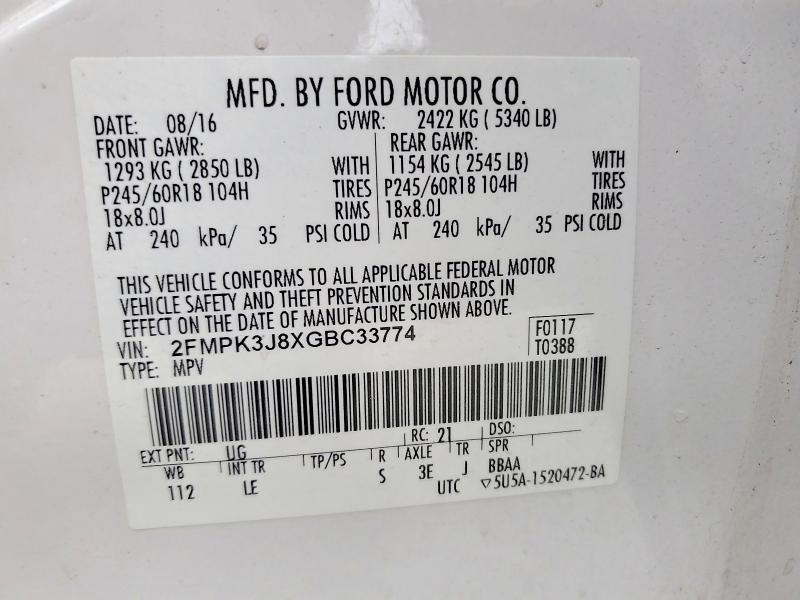 MFD. BY FORD MOTOR CO.
DATE: 08/16 GVWR: 2422 KG ( 5340 LB)
FRONT GAWR: REAR GAWR:
1293 KG ( 2850 LB) WITH 1154 KG ( 2545 LB) WITH
P245/60R18 104H TIRES P245/60R18 104H TIRES
18x8.0J RIMS 18x8.0J RIMS
AT 240 kPa/ 35 PSI COLD AT 240 kPa/ 35 PSI COLD
THIS VEHICLE CONFORMS TO ALL APPLICABLE FEDERAL MOTOR
VEHICLE SAFETY AND THEFT PREVENTION STANDARDS IN
EFFECT ON THE DATE OF MANUFACTURE SHOWN ABOVE.
VIN: 2FMPK3J8XGBC33774 F0117
TYPE: MPV T0388
EXT PNT: UG RC: 21 DSO:
WB INT TR TP/PS R AXLE TR SPR
112 LE S 3E J BBAA
UTC ▽5U5A-1520472-BA